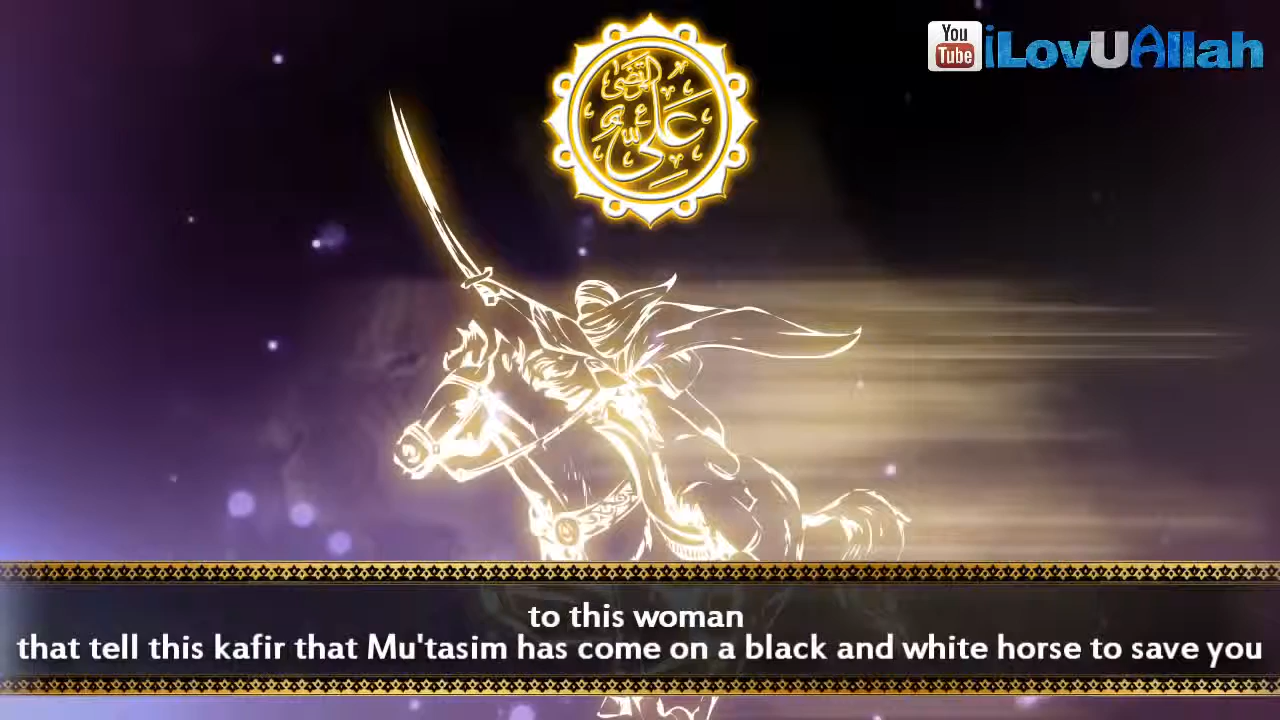 علي
المرتضى
You
Tube
iLovUAllah
to this woman
that tell this kafir that Mu'tasim has come on a black and white horse to save you